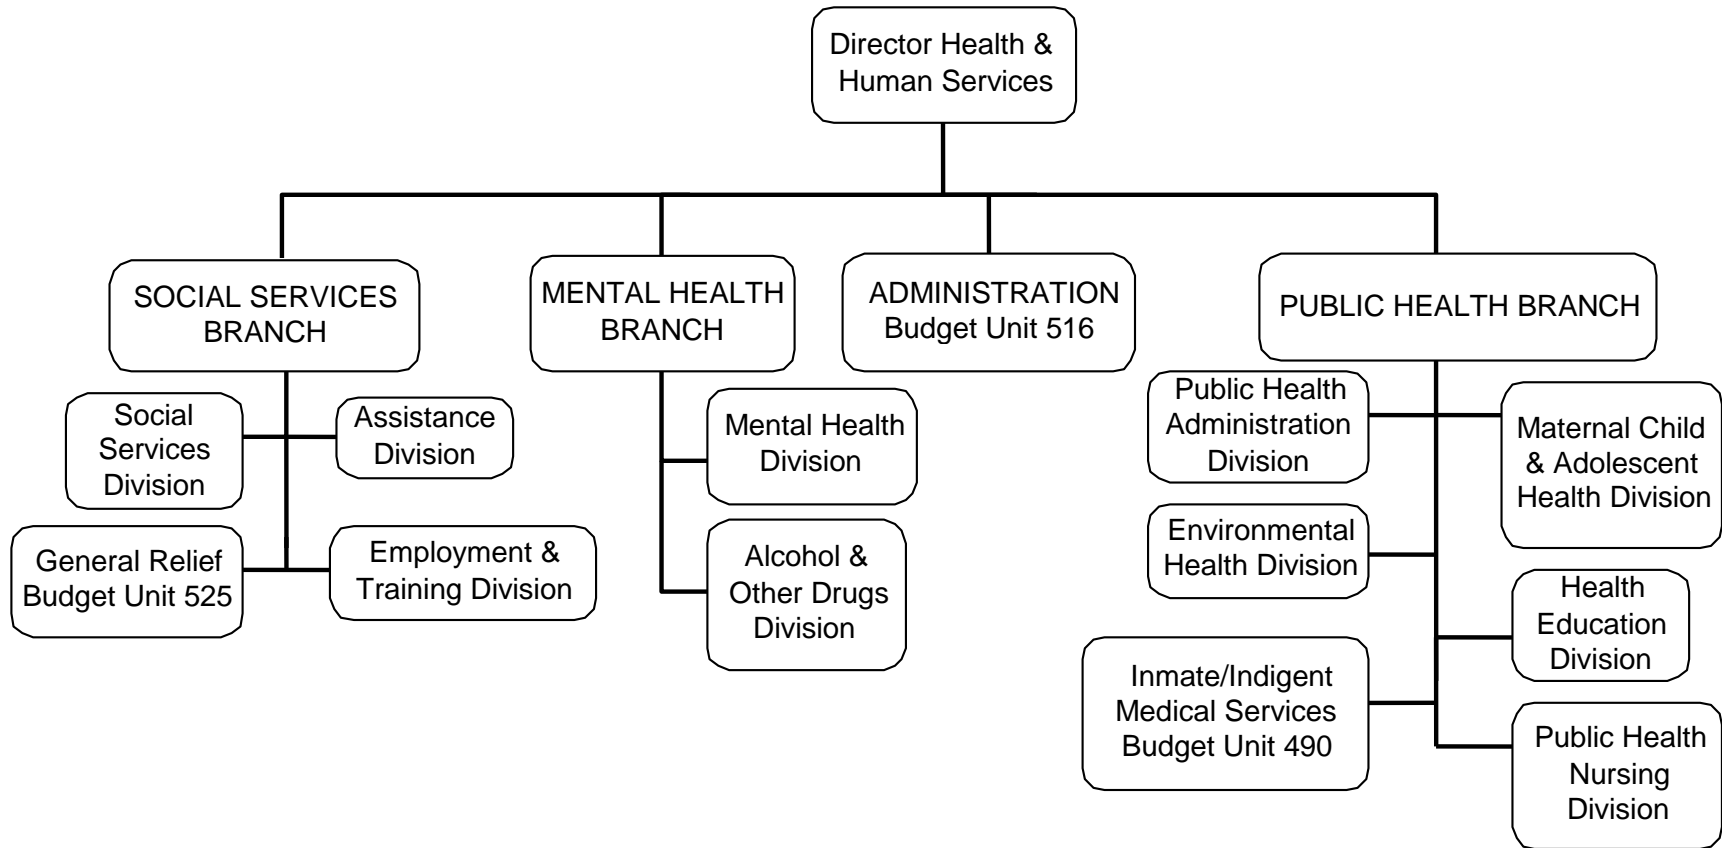 Director Health &
Human Services
SOCIAL SERVICES
BRANCH
MENTAL HEALTH
BRANCH
ADMINISTRATION
Budget Unit 516
PUBLIC HEALTH BRANCH
Social
Services
Division
Assistance
Division
General Relief
Budget Unit 525
Employment &
Training Division
Mental Health
Division
Alcohol &
Other Drugs
Division
Public Health
Administration
Division
Maternal Child
& Adolescent
Health Division
Environmental
Health Division
Health
Education
Division
Inmate/Indigent
Medical Services
Budget Unit 490
Public Health
Nursing
Division